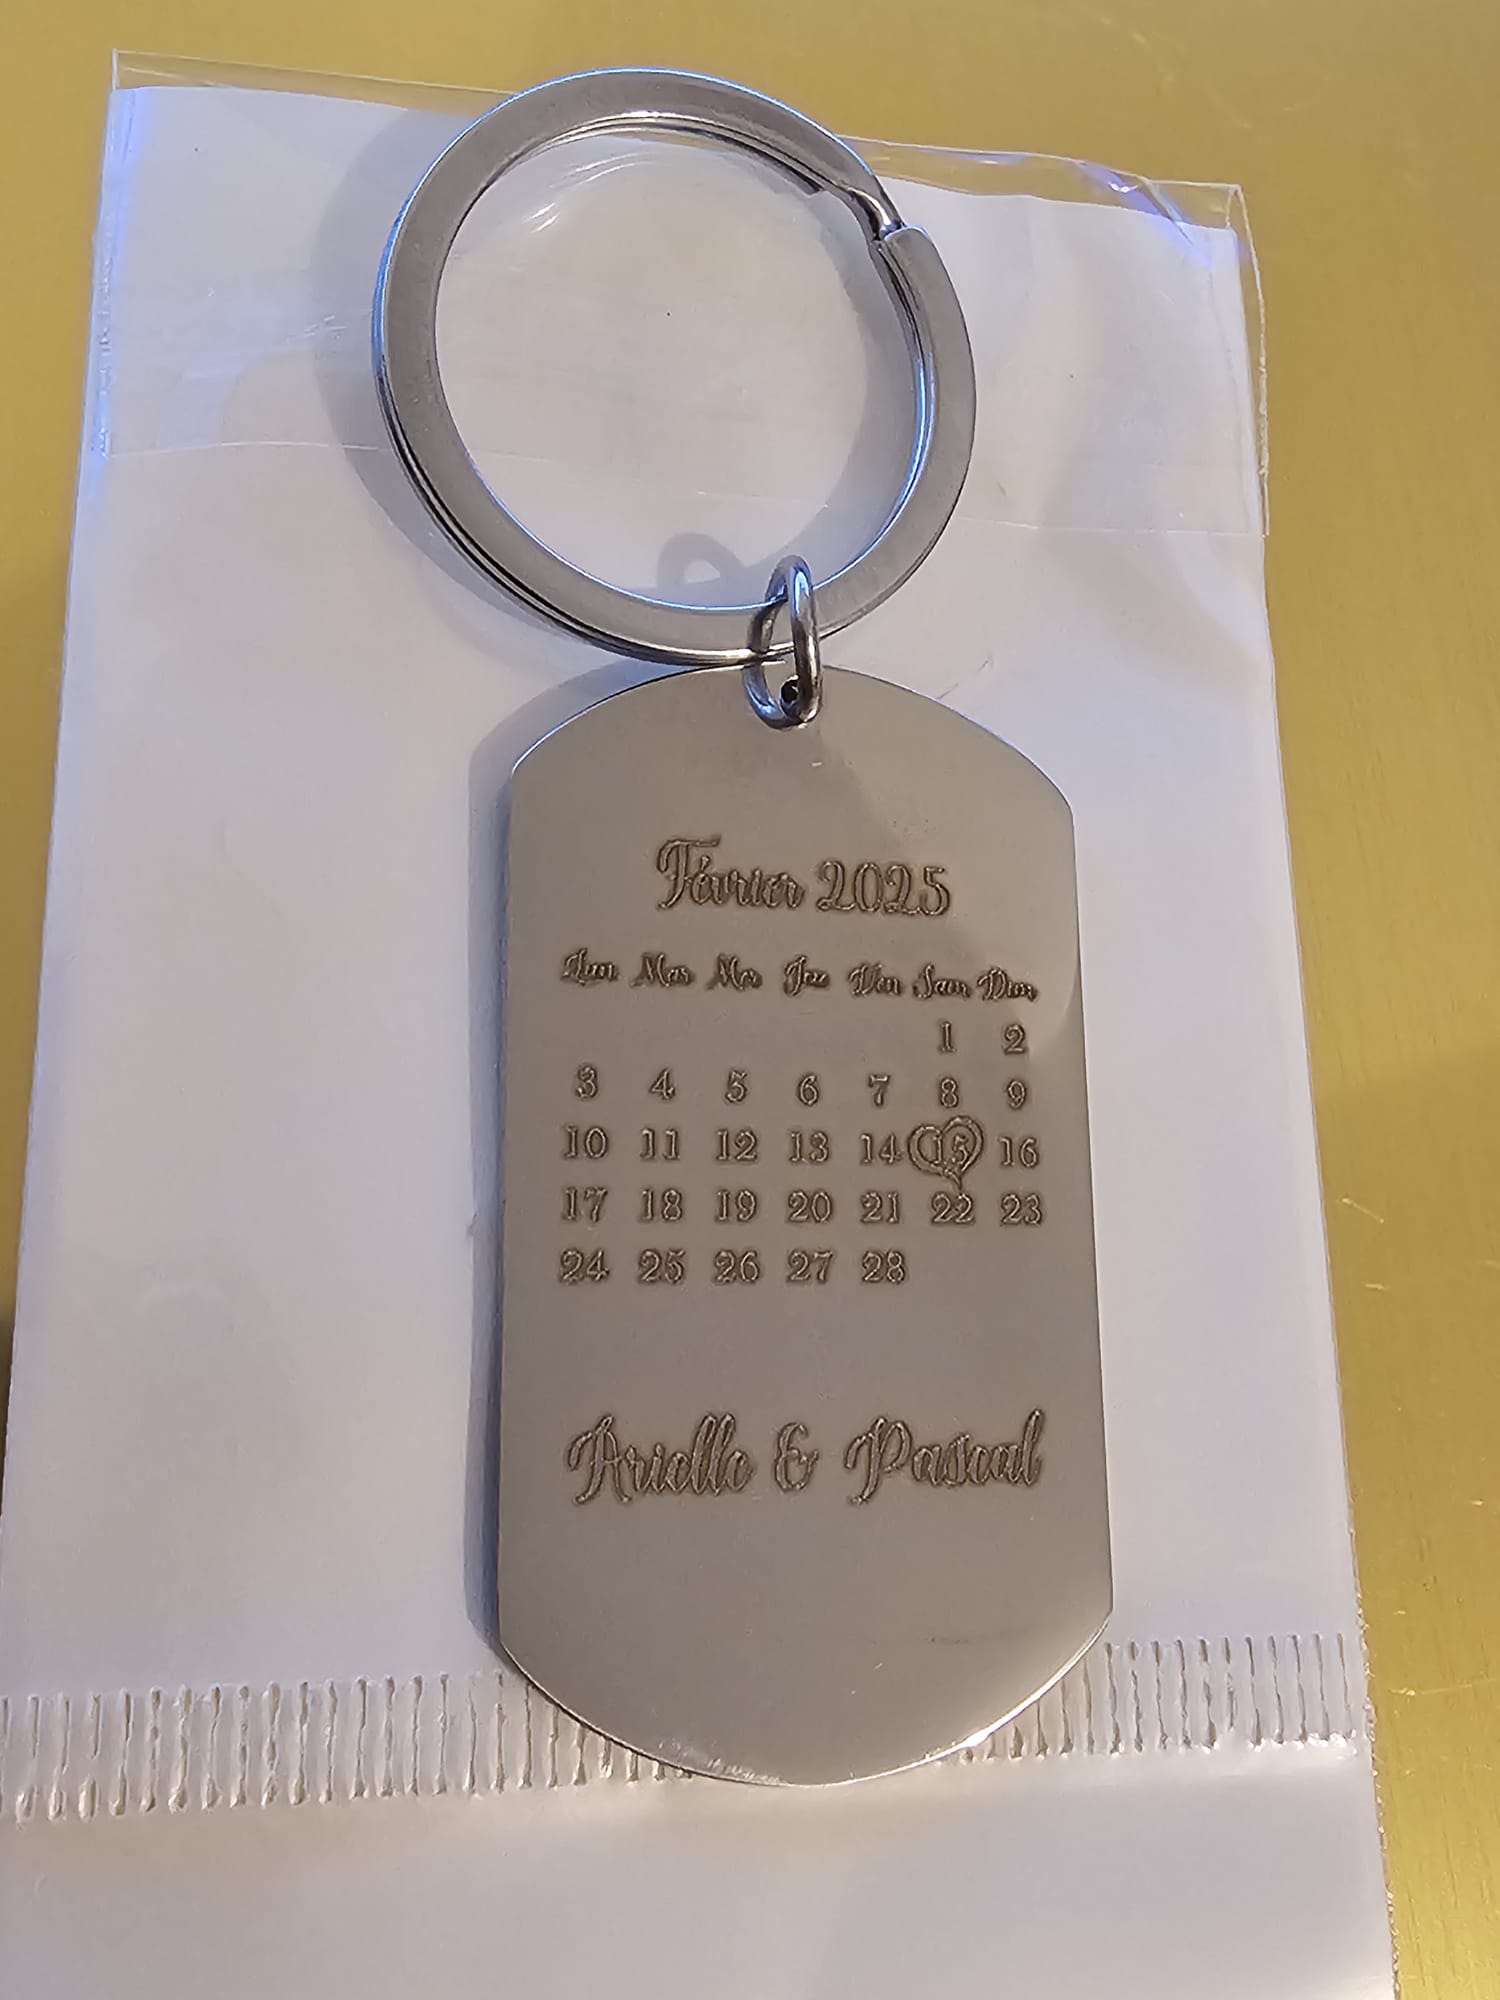 Février 2025
Lun Mar Mer Jeu Ven Sam Dim
1 2
3 4 5 6 7 8 9
10 11 12 13 14 15 16
17 18 19 20 21 22 23
24 25 26 27 28
Arielle & Pascal